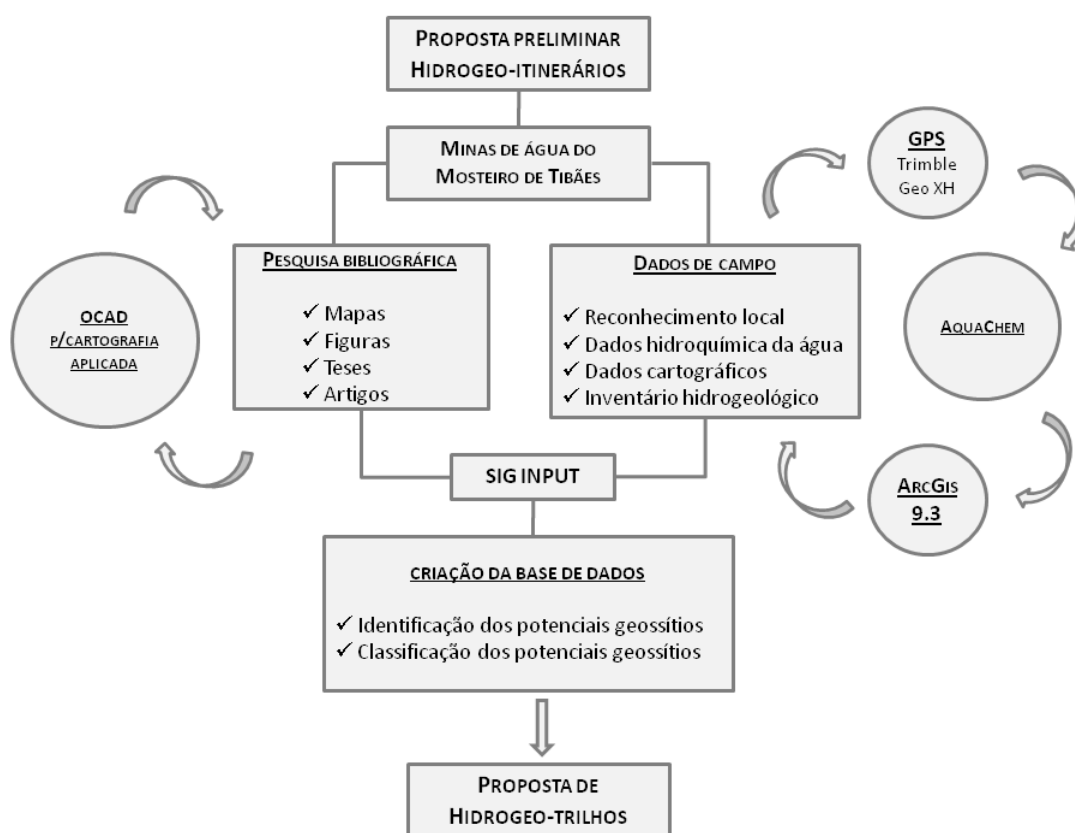 PROPOSTA PRELIMINAR
HIDROGEO-ITINERÁRIOS
MINAS DE ÁGUA DO
MOSTEIRO DE TIBÃES
GPS
Trimble
Geo XH
PESQUISA BIBLIOGRÁFICA
✓ Mapas
✓ Figuras
✓ Teses
✓ Artigos
DADOS DE CAMPO
✓ Reconhecimento local
✓ Dados hidroquímica da água
✓ Dados cartográficos
✓ Inventário hidrogeológico
OCAD
P/CARTOGRAFIA
APLICADA
AQUACHEM
SIG INPUT
ARCGIS
9.3
CRIAÇÃO DA BASE DE DADOS
✓ Identificação dos potenciais geossítios
✓ Classificação dos potenciais geossítios
PROPOSTA DE
HIDROGEO-TRILHOS